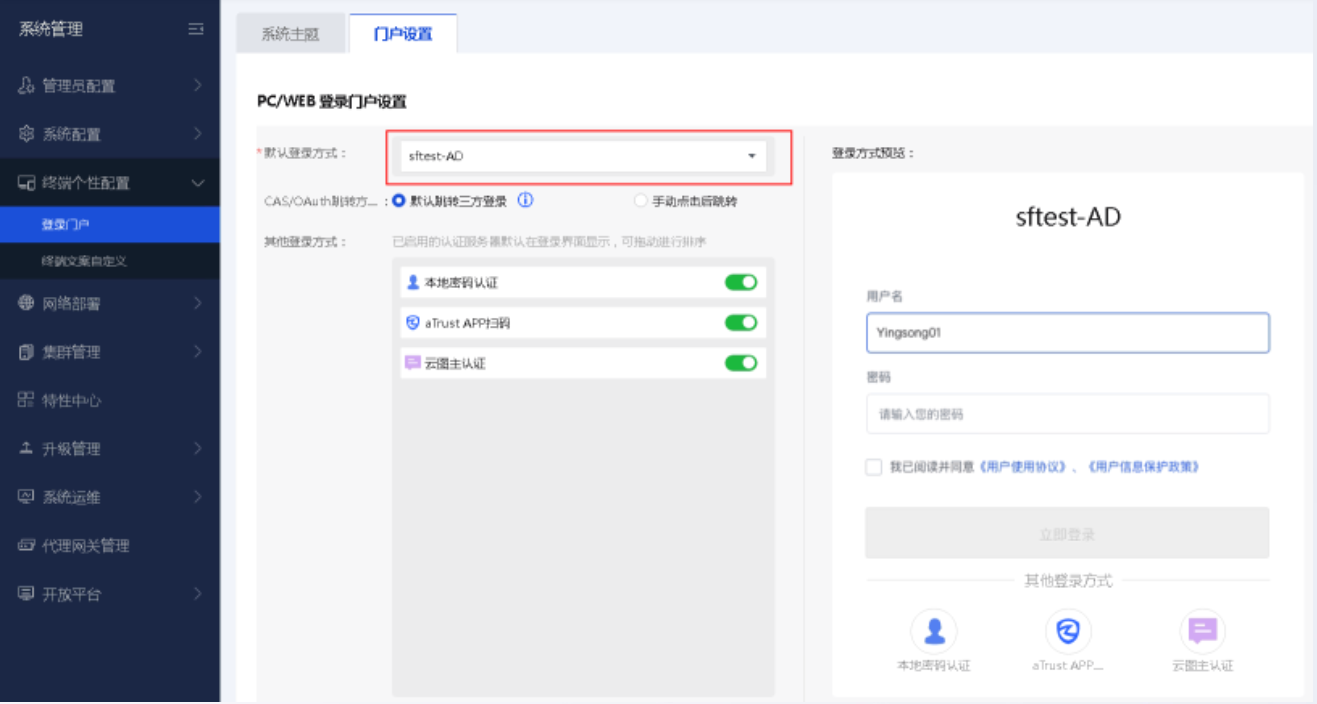 系统管理
管理员配置
系统配置
终端个性配置
登录门户
终端文案自定义
网络部署
集群管理
特性中心
升级管理
系统运维
代理网关管理
开放平台
系统主题
门户设置
PC/WEB 登录门户设置
*默认登录方式：
sftest-AD
CAS/OAuth跳转方...：
默认跳转三方登录
手动点击后跳转
其他登录方式：
已启用的认证服务器默认在登录界面显示，可拖动进行排序
本地密码认证
aTrust APP扫码
云图主认证
登录方式预览：
sftest-AD
用户名
Yingsong01
密码
请输入您的密码
我已阅读并同意《用户使用协议》、《用户信息保护政策》
立即登录
其他登录方式
本地密码认证
aTrust APP...
云图主认证